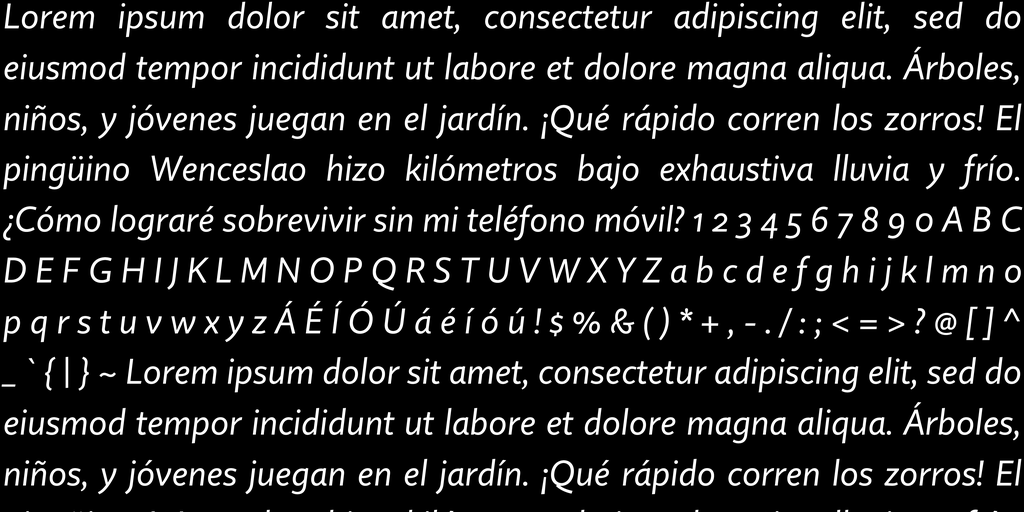 Lorem ipsum dolor sit amet, consectetur adipiscing elit, sed do
eiusmod tempor incididunt ut labore et dolore magna aliqua. Árboles,
niños, y jóvenes juegan en el jardín. ¡Qué rápido corren los zorros! El
pingüino Wenceslao hizo kilómetros bajo exhaustiva lluvia y frío.
¿Cómo lograré sobrevivir sin mi teléfono móvil? 1 2 3 4 5 6 7 8 9 0 A B C
D E F G H I J K L M N O P Q R S T U V W X Y Z a b c d e f g h i j k l m n o
p q r s t u v w x y z Á É Í Ó Ú á é í ó ú ! $ % & ( ) * + , - . / : ; < = > ? @ [ ] ^
_ ` { | } ~ Lorem ipsum dolor sit amet, consectetur adipiscing elit, sed do
eiusmod tempor incididunt ut labore et dolore magna aliqua. Árboles,
niños, y jóvenes juegan en el jardín. ¡Qué rápido corren los zorros! El